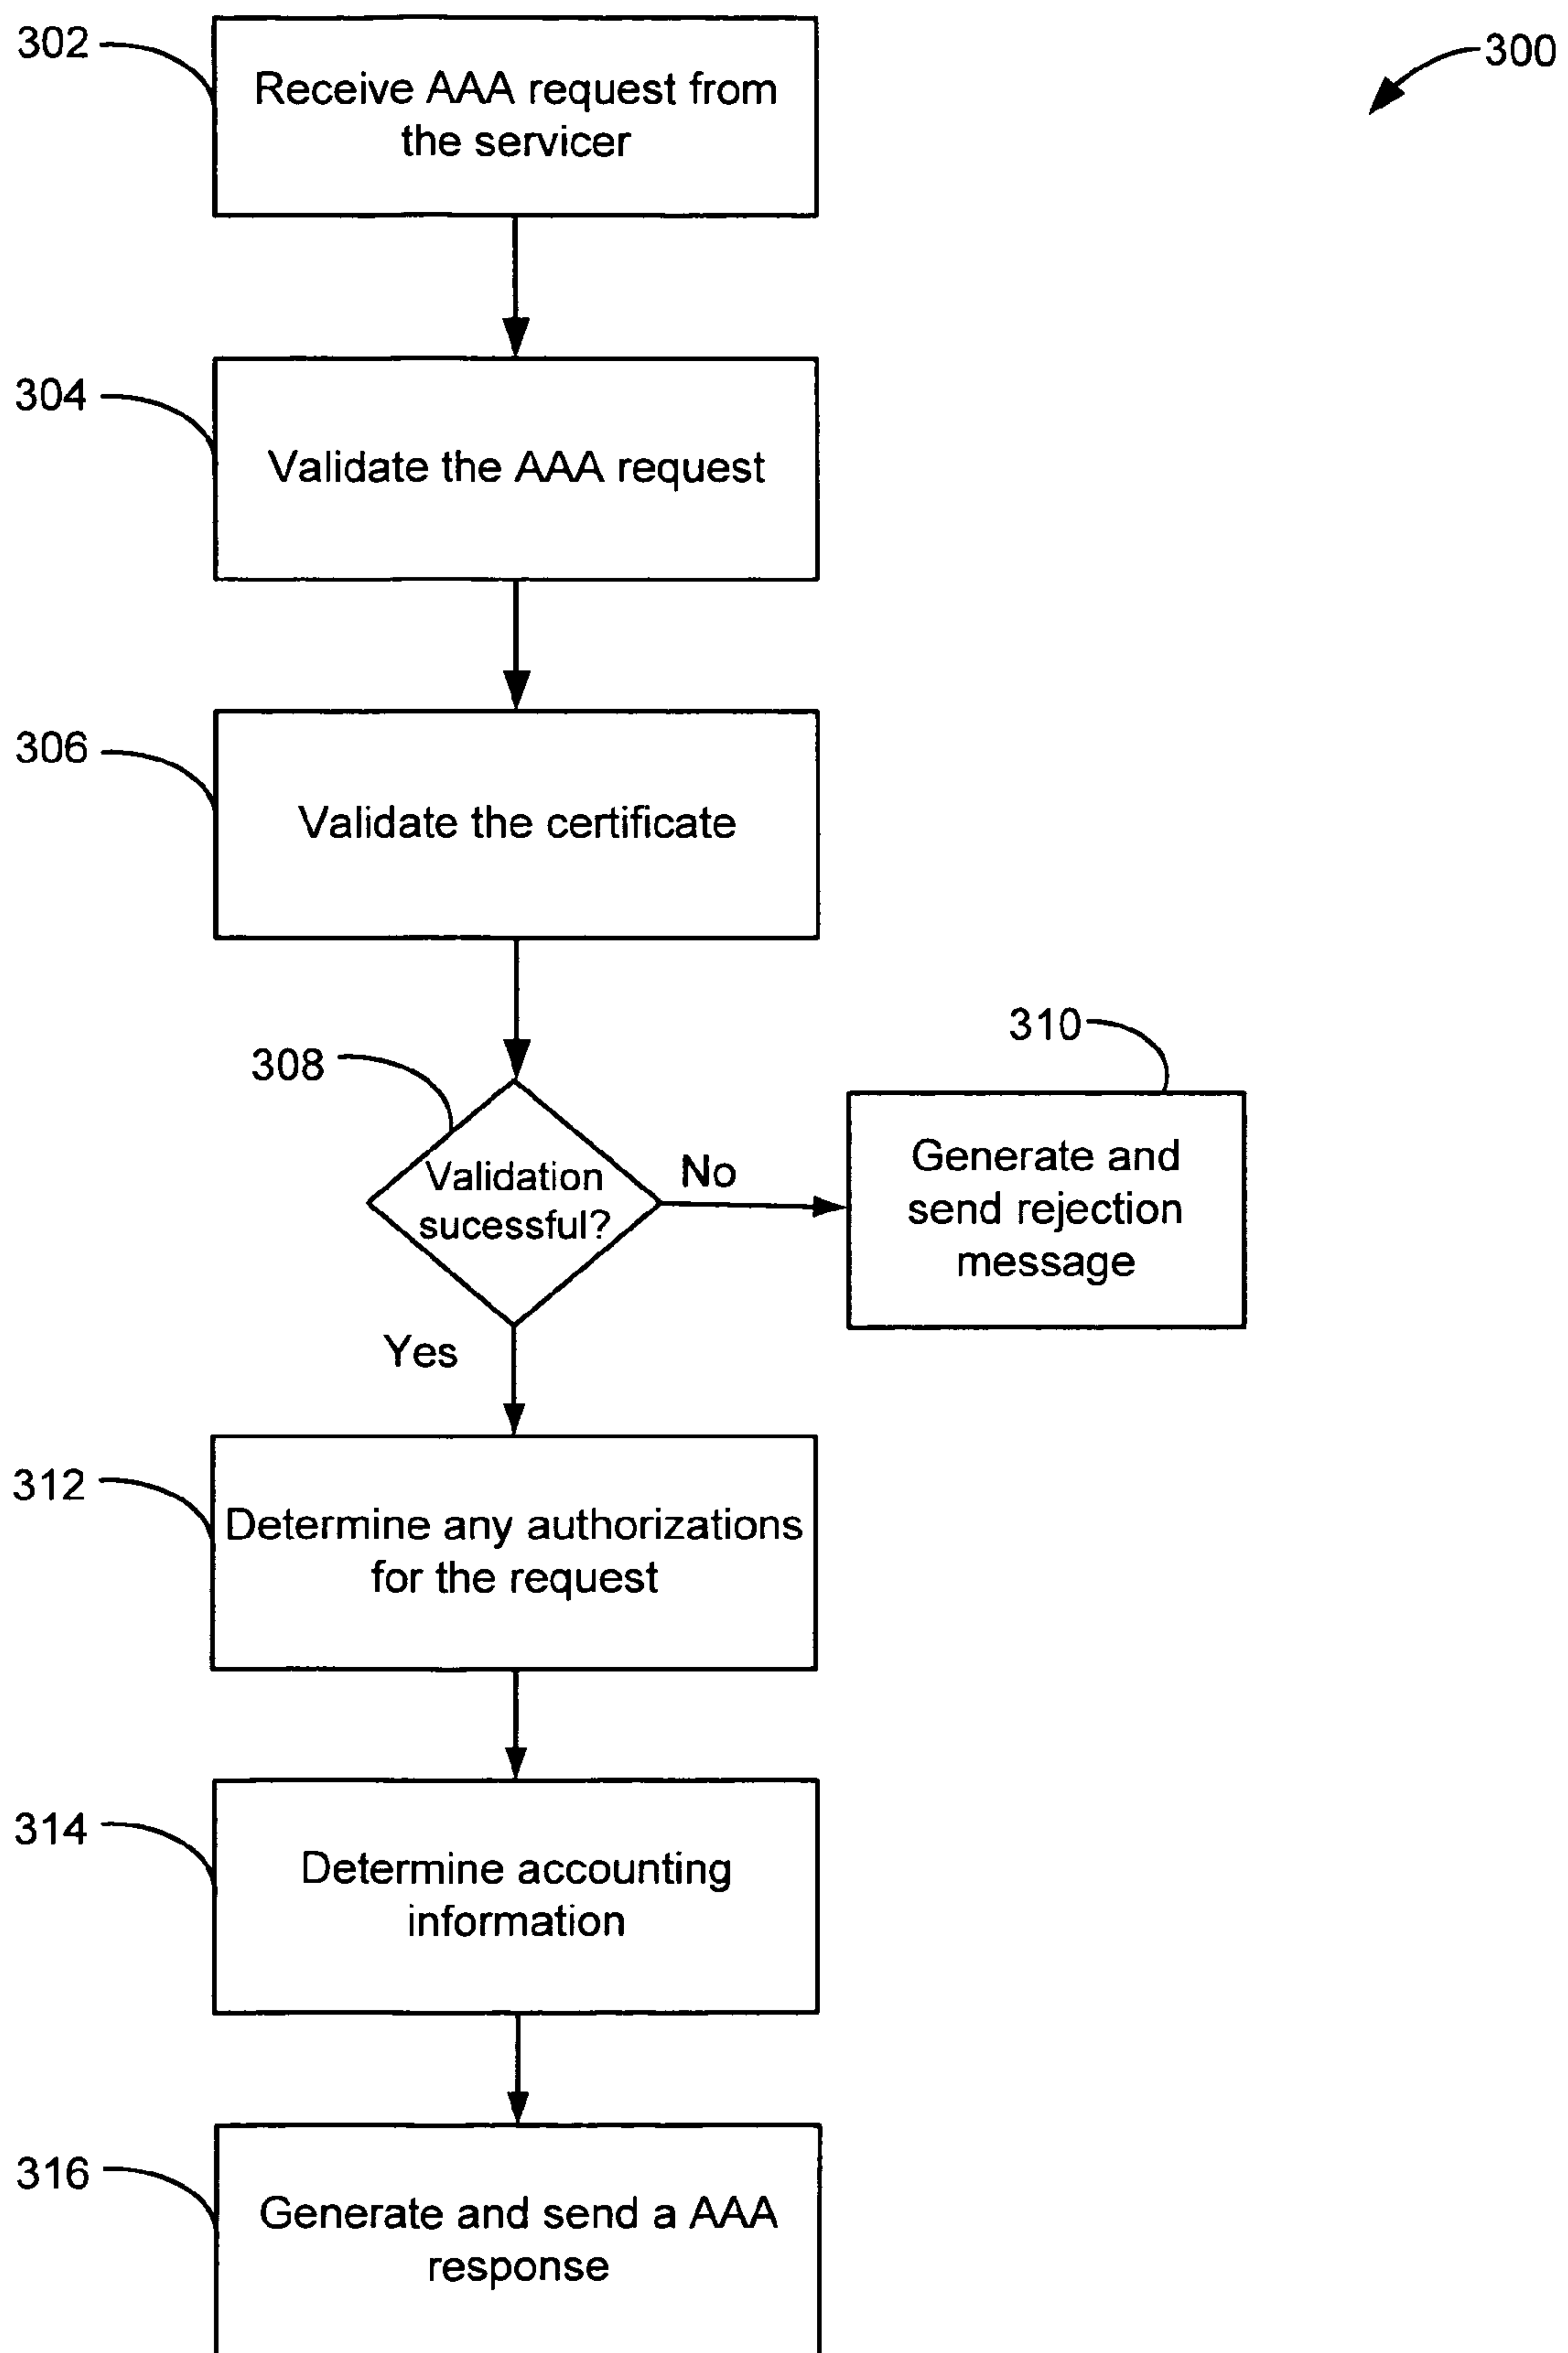 302
300
Receive AAA request from
the servicer
304
Validate the AAA request
306
Validate the certificate
308
310
Validation
sucessful?
No
Generate and
send rejection
message
Yes
312
Determine any authorizations
for the request
314
Determine accounting
information
316
Generate and send a AAA
response